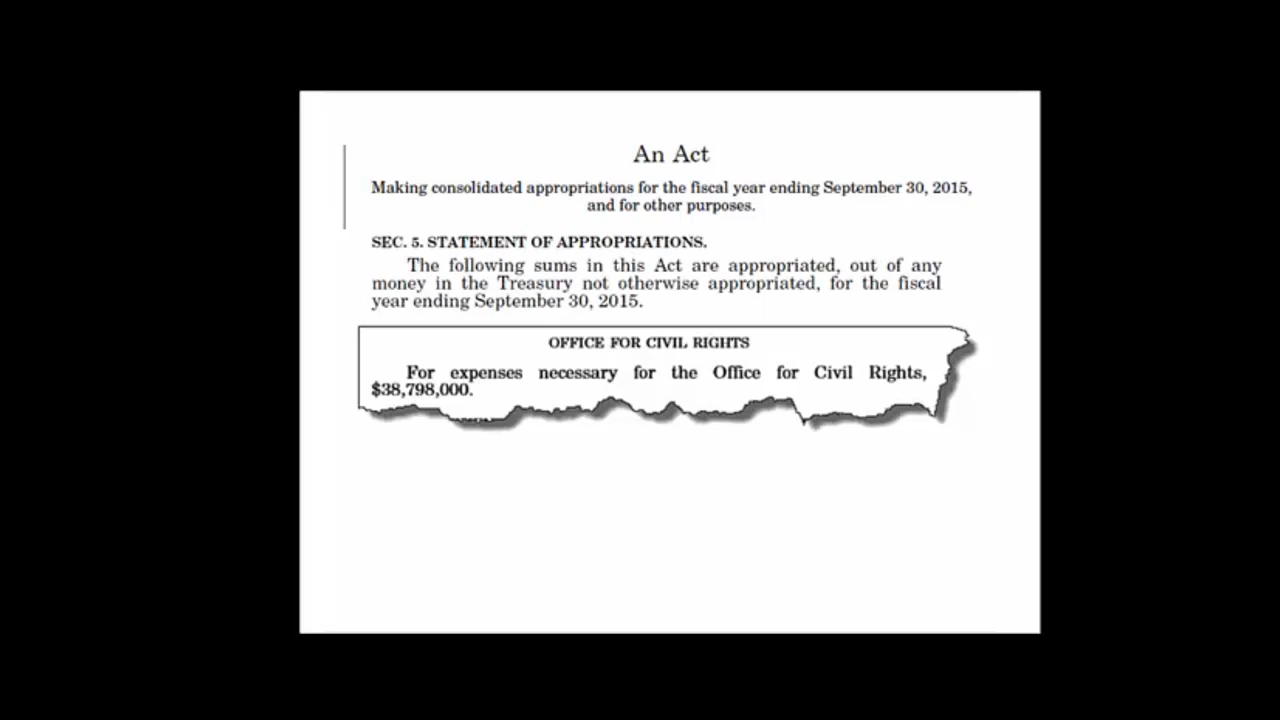 An Act
Making consolidated appropriations for the fiscal year ending September 30, 2015,
and for other purposes.
SEC. 5. STATEMENT OF APPROPRIATIONS.
The following sums in this Act are appropriated, out of any
money in the Treasury not otherwise appropriated, for the fiscal
year ending September 30, 2015.
OFFICE FOR CIVIL RIGHTS
For expenses necessary for the Office for Civil Rights,
$38,798,000.